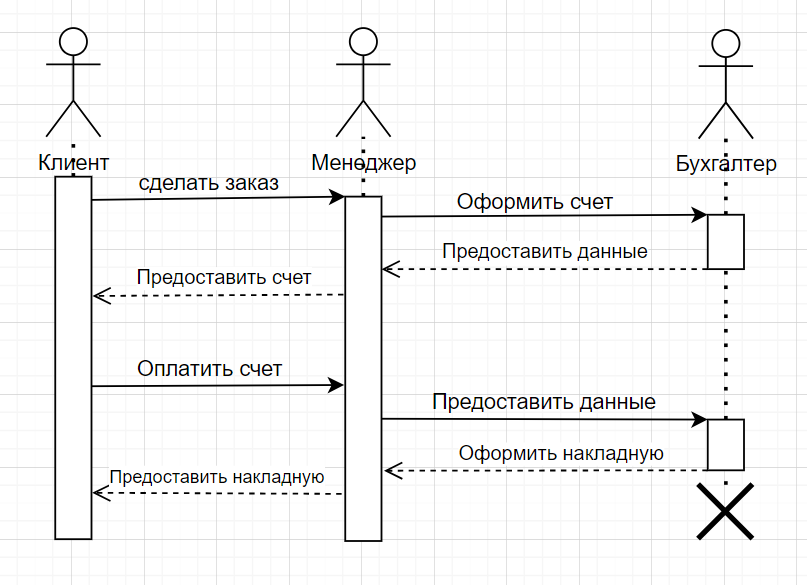 Клиент
Менеджер
Бухгалтер
сделать заказ
Оформить счет
Предоставить данные
Предоставить счет
Оплатить счет
Предоставить данные
Оформить накладную
Предоставить накладную